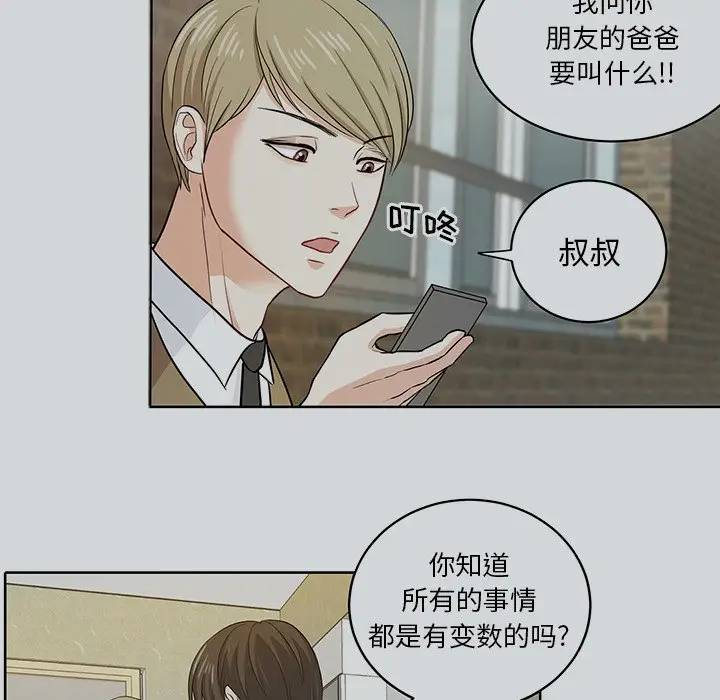 我问你
朋友的爸爸
要叫什么!!
叮咚
叔叔
你知道
所有的事情
都是有变数的吗?